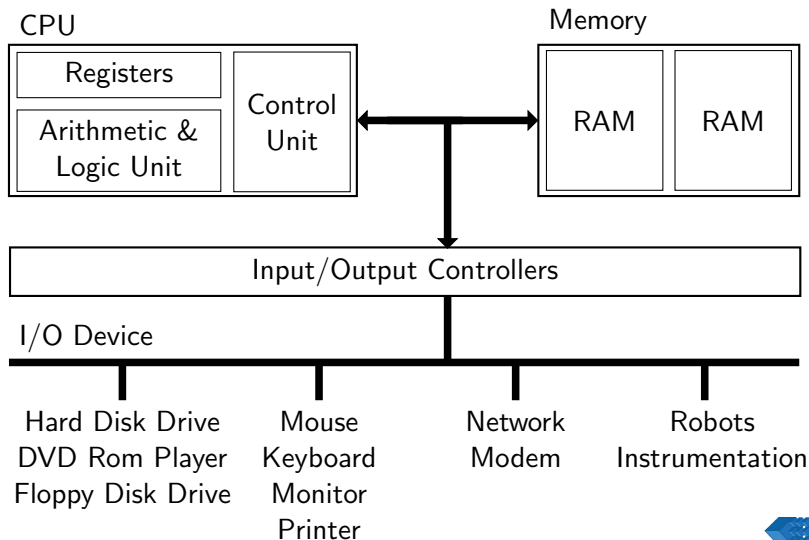 CPU
Registers
Arithmetic &
Logic Unit
Control
Unit
Memory
RAM
RAM
Input/Output Controllers
I/O Device
Hard Disk Drive
DVD Rom Player
Floppy Disk Drive
Mouse
Keyboard
Monitor
Printer
Network
Modem
Robots
Instrumentation